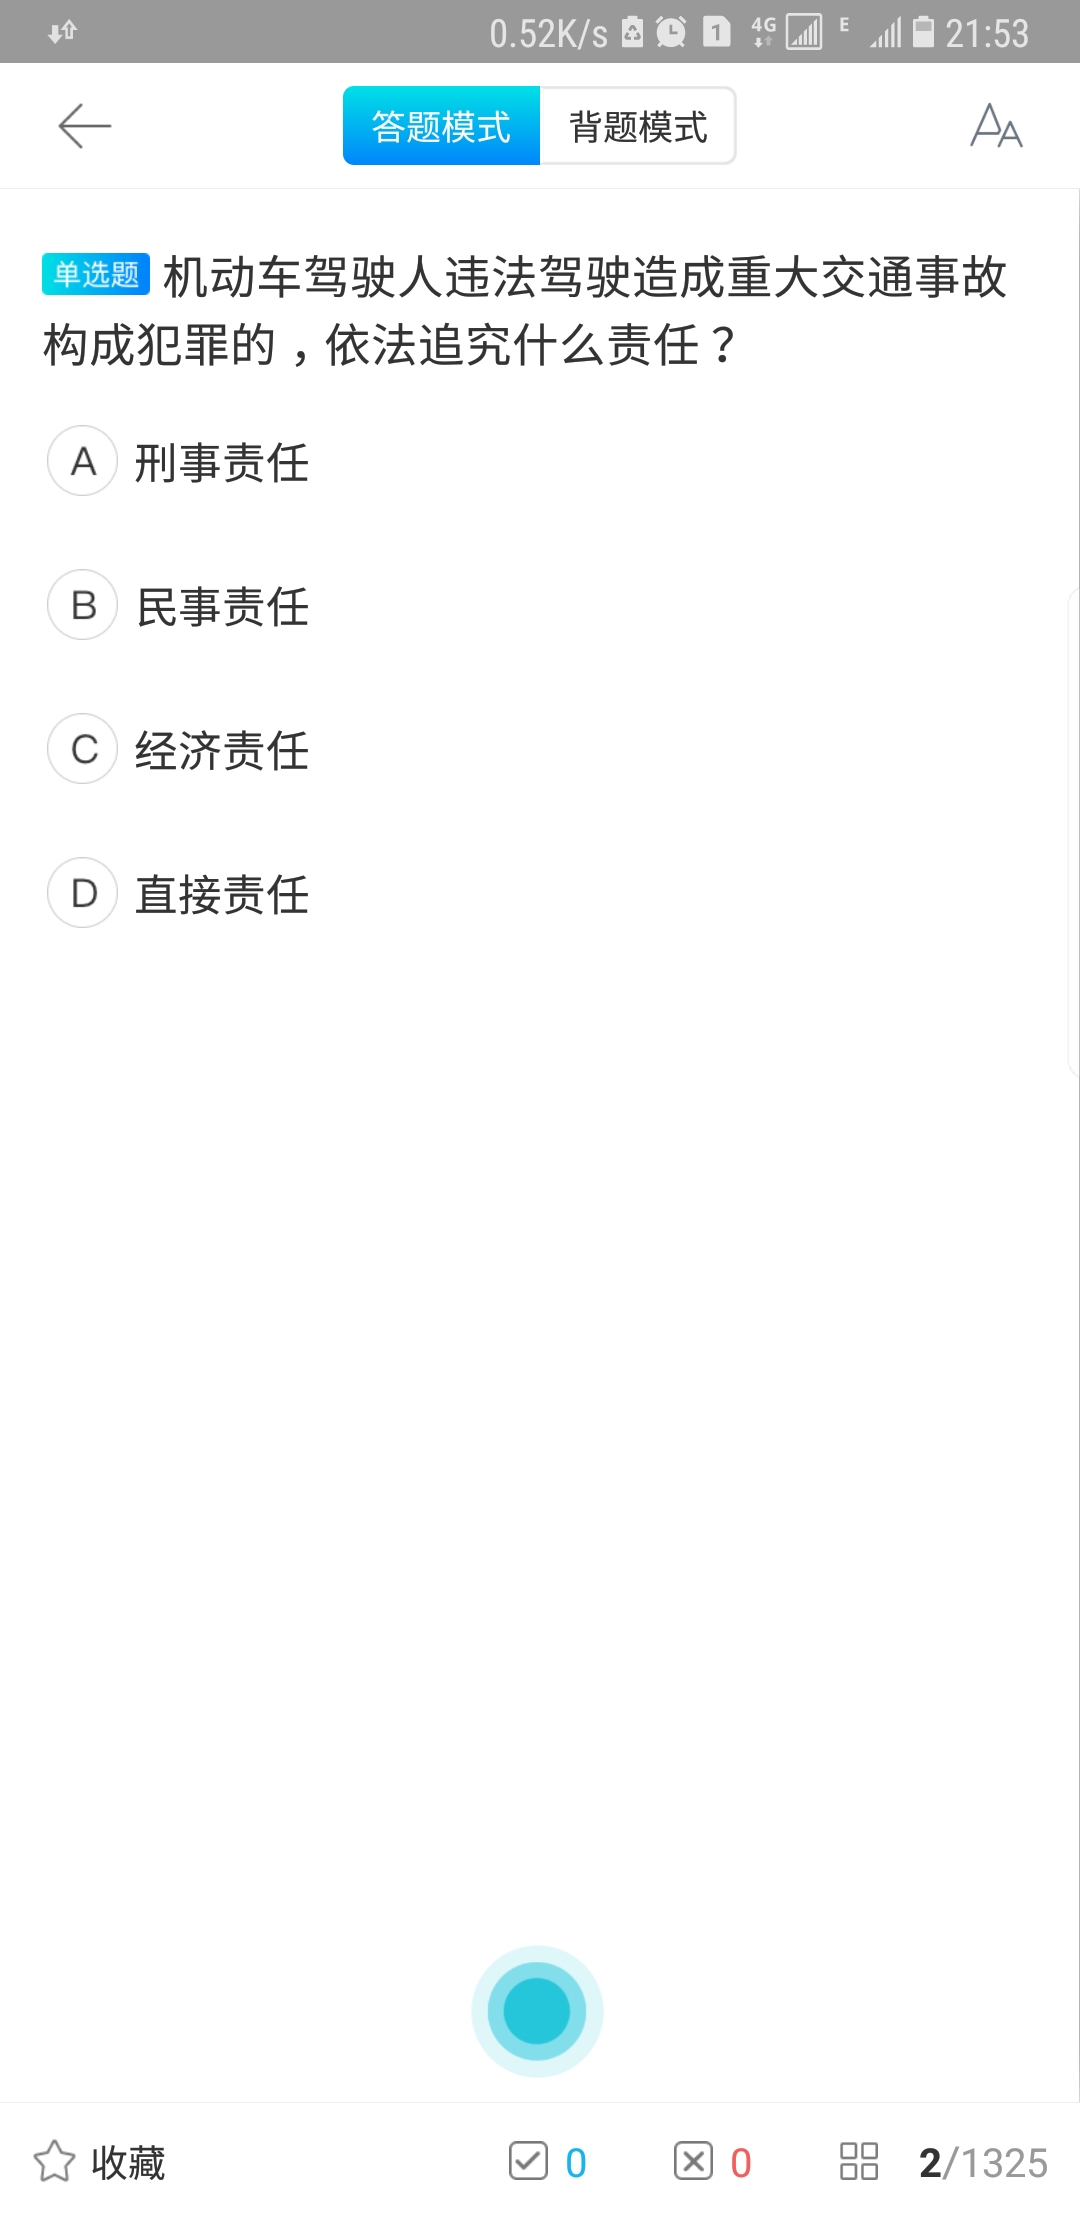 0.52K/s 1 4G E 21:53
答题模式 背题模式 AA
单选题 机动车驾驶人违法驾驶造成重大交通事故
构成犯罪的，依法追究什么责任？
A 刑事责任
B 民事责任
C 经济责任
D 直接责任
收藏 0 0 2/1325